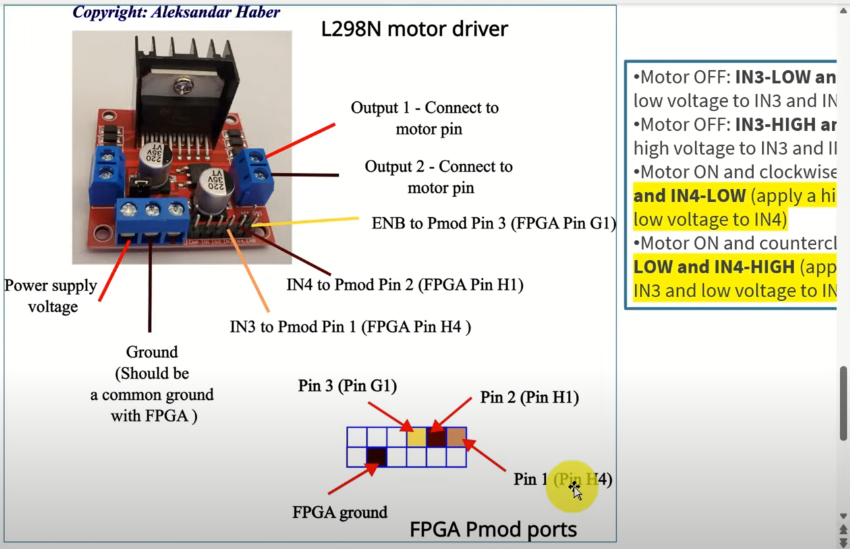 Copyright: Aleksandar Haber
L298N motor driver
Output 1 - Connect to
motor pin
Output 2 - Connect to
motor pin
ENB to Pmod Pin 3 (FPGA Pin G1)
IN4 to Pmod Pin 2 (FPGA Pin H1)
IN3 to Pmod Pin 1 (FPGA Pin H4 )
Power supply
voltage
Ground
(Should be
a common ground
with FPGA )
220
35V
VT
220
35V
VT
Pin 3 (Pin G1)
Pin 2 (Pin H1)
Pin 1 (Pin H4)
FPGA ground
FPGA Pmod ports
•Motor OFF: IN3-LOW an
low voltage to IN3 and IN
•Motor OFF: IN3-HIGH ar
high voltage to IN3 and II
•Motor ON and clockwise
and IN4-LOW (apply a hi
low voltage to IN4)
•Motor ON and countercl
LOW and IN4-HIGH (app
IN3 and low voltage to IN